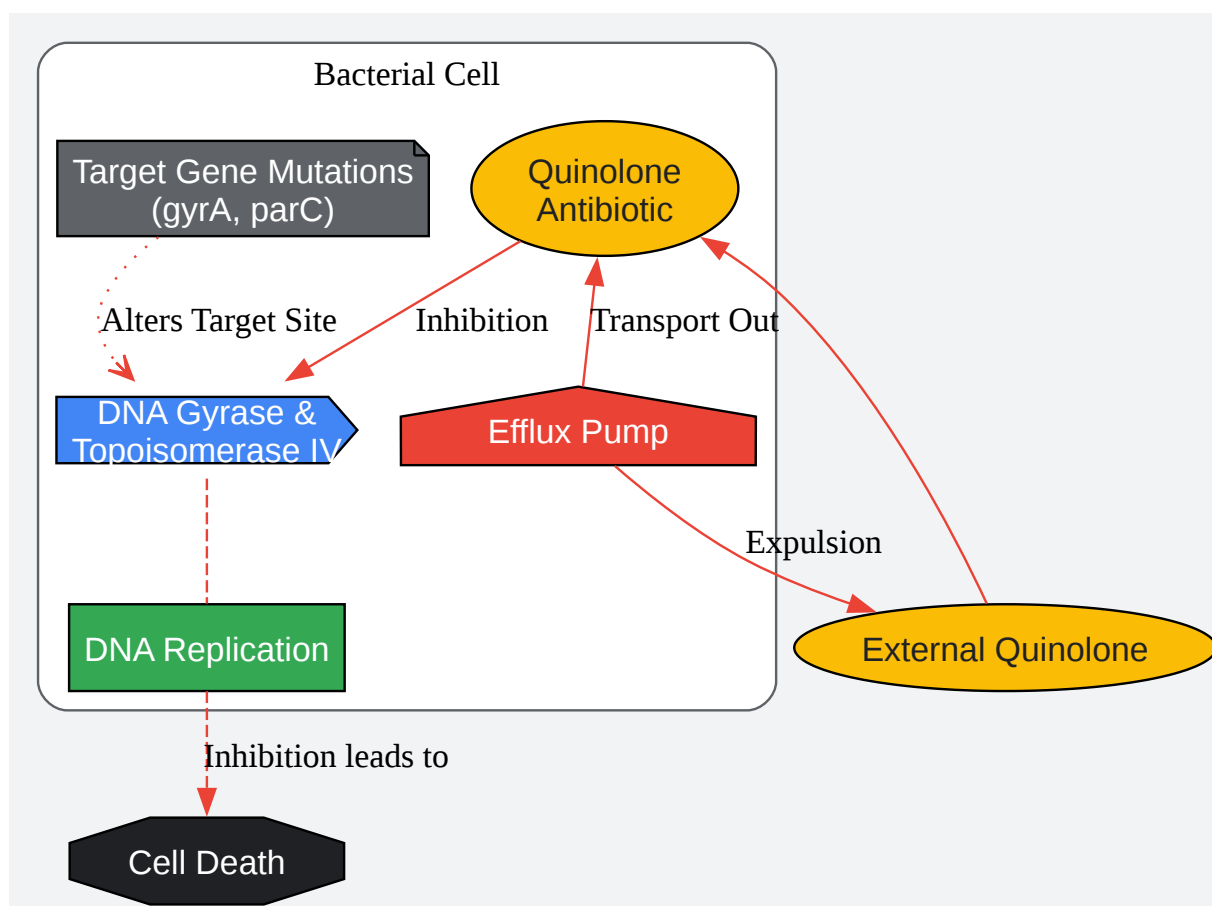 Bacterial Cell
Target Gene Mutations
(gyrA, parC)
Quinolone
Antibiotic
Alters Target Site
Inhibition
Transport Out
DNA Gyrase &
Topoisomerase IV
Efflux Pump
Expulsion
DNA Replication
External Quinolone
Inhibition leads to
Cell Death